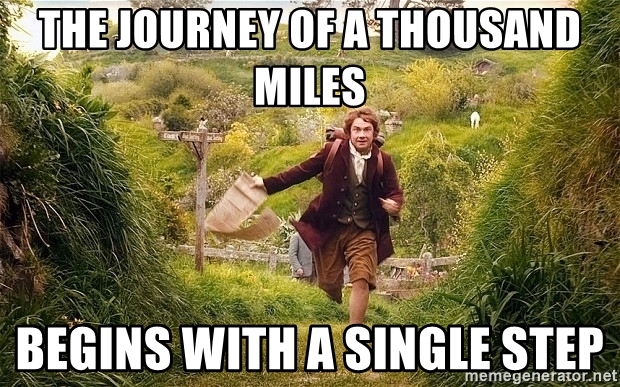 THE JOURNEY OF A THOUSAND
MILES
BEGINS WITH A SINGLE STEP
memegenerator.net